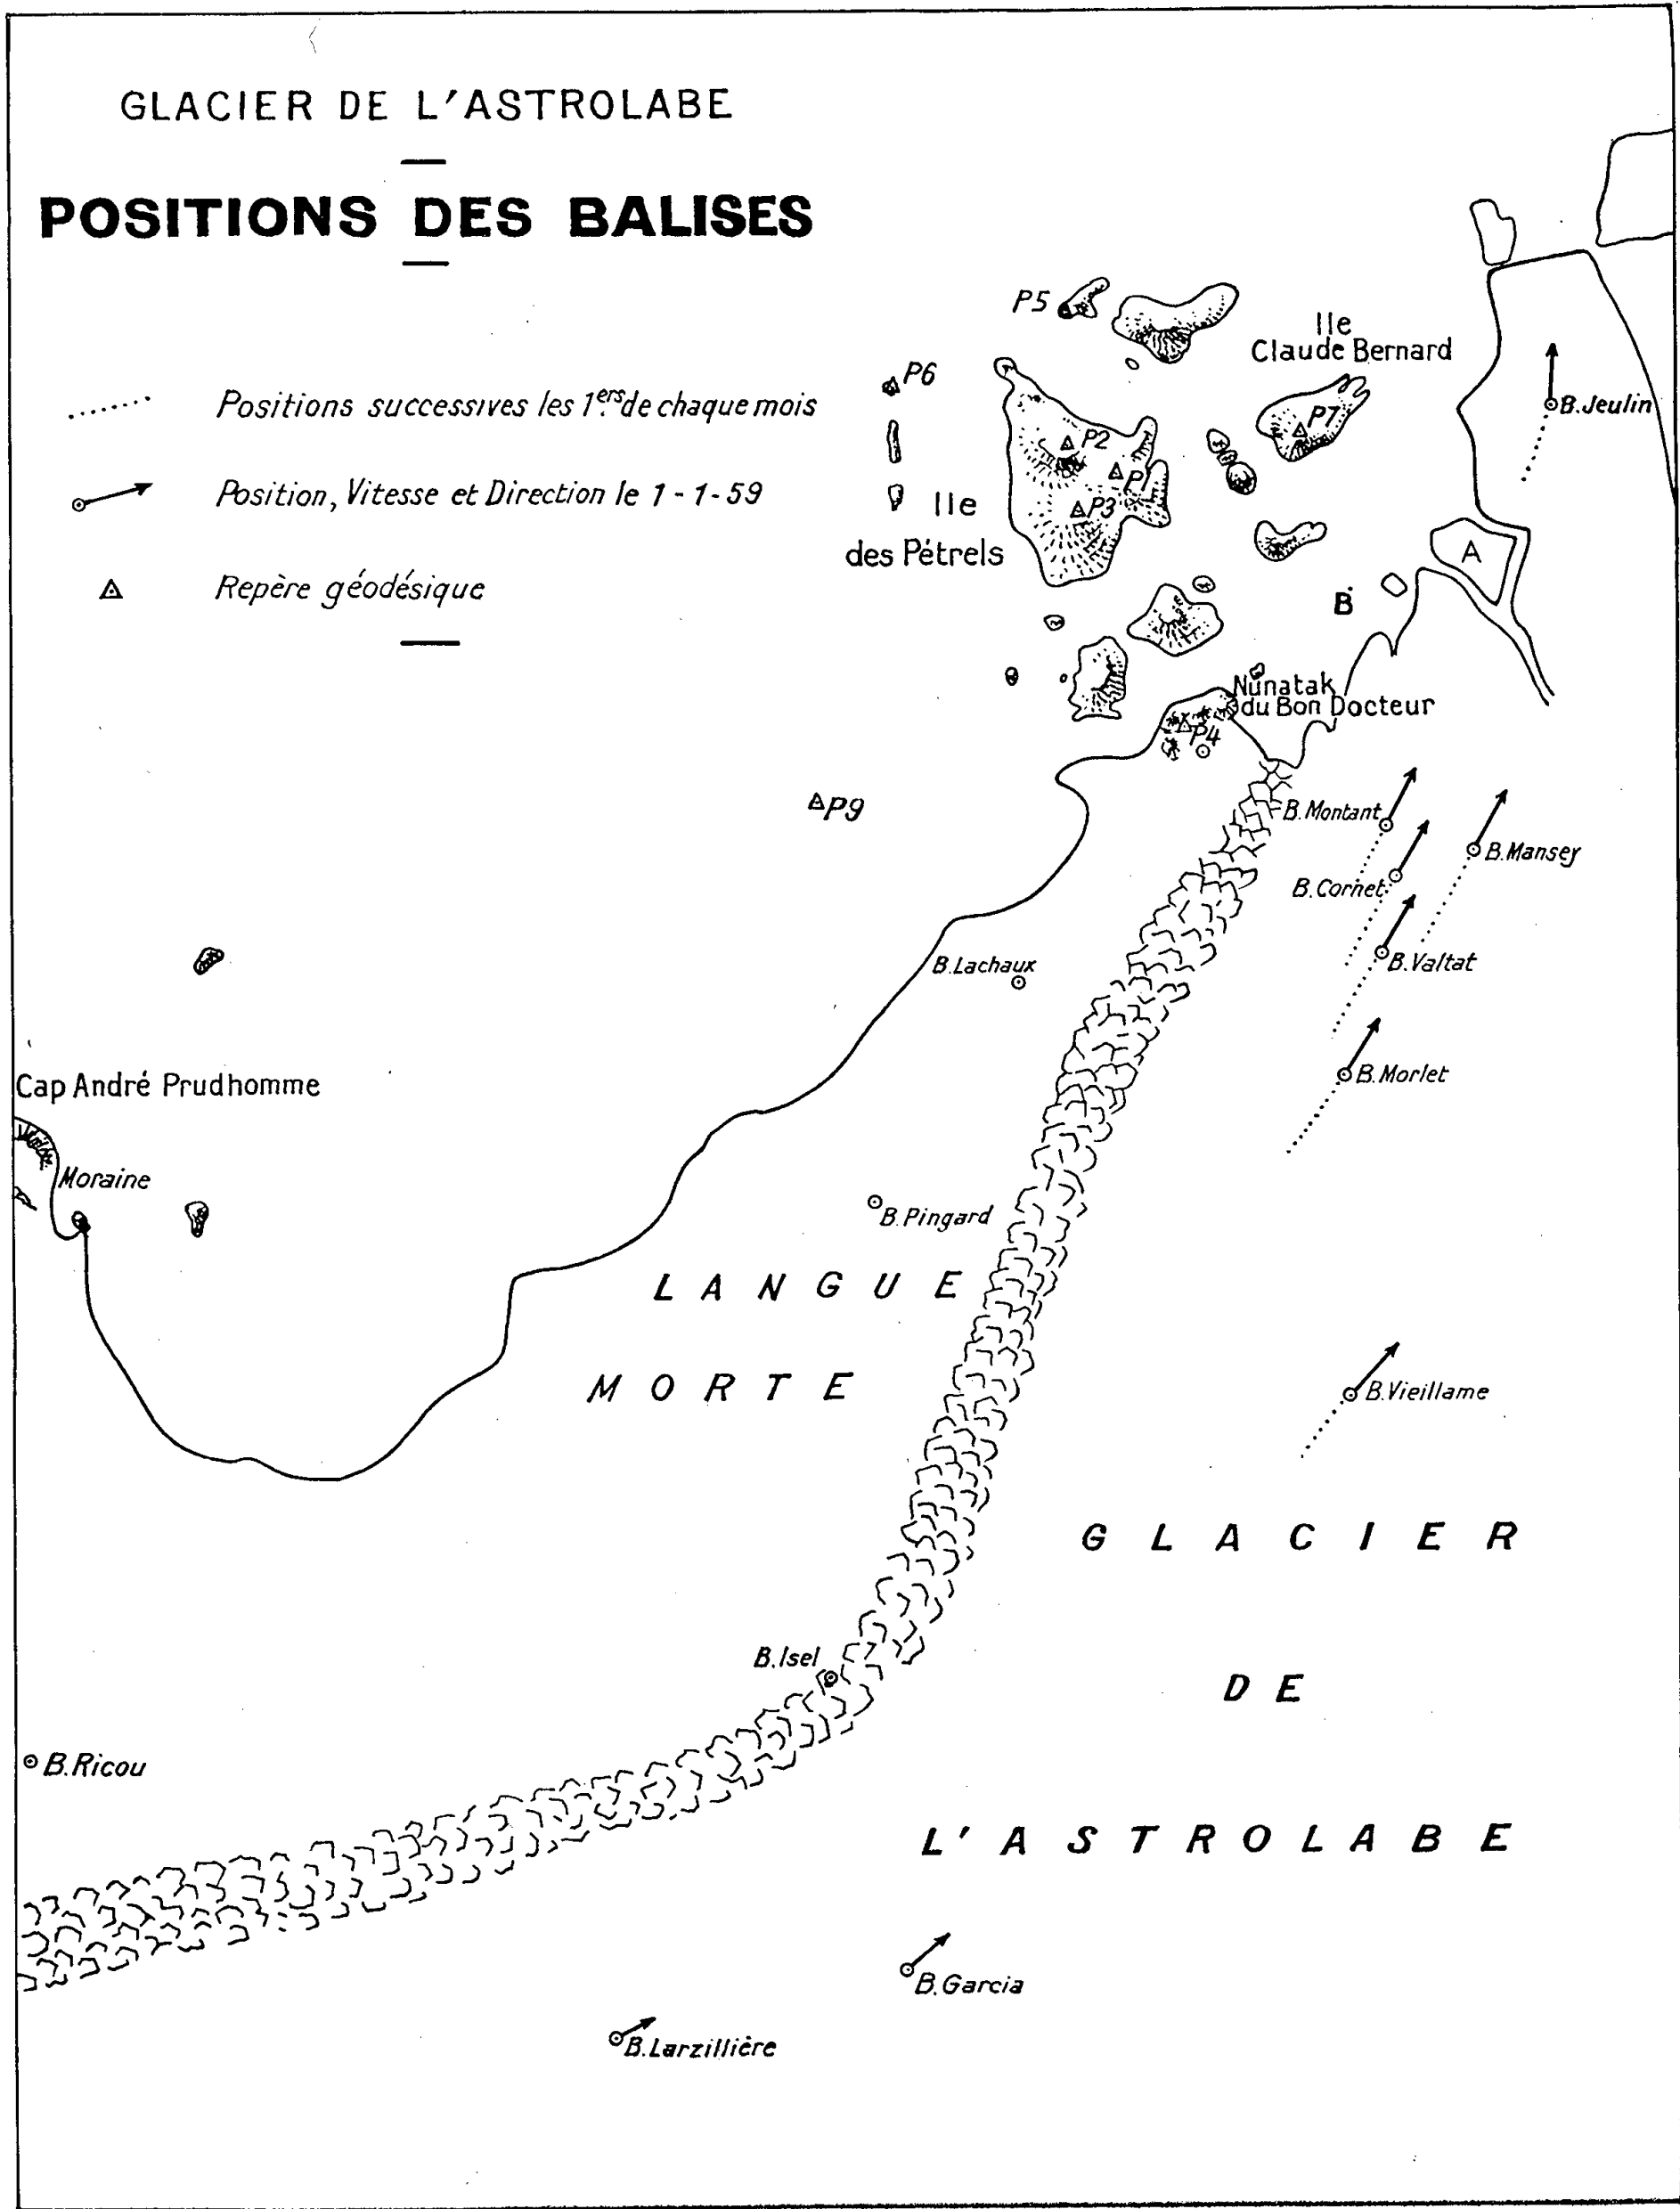 GLACIER DE L'ASTROLABE
POSITIONS DES BALISES
Positions successives les 1ers de chaque mois
Position, Vitesse et Direction le 1-1-59
Repère géodésique
P5
Ile
Claude Bernard
P6
P7
B.Jeulin
P2
P1
P3
Ile
des Pétrels
A
B
Nunatak
du Bon Docteur
P4
P9
B.Montant
B.Mansey
B.Cornet
B.Valtat
B.Lachaux
B.Morlet
Cap André Prudhomme
Moraine
B.Pingard
LANGUE
MORTE
B.Vieillame
GLACIER
DE
L'ASTROLABE
B.Isel
B.Ricou
B.Garcia
B.Larzillière